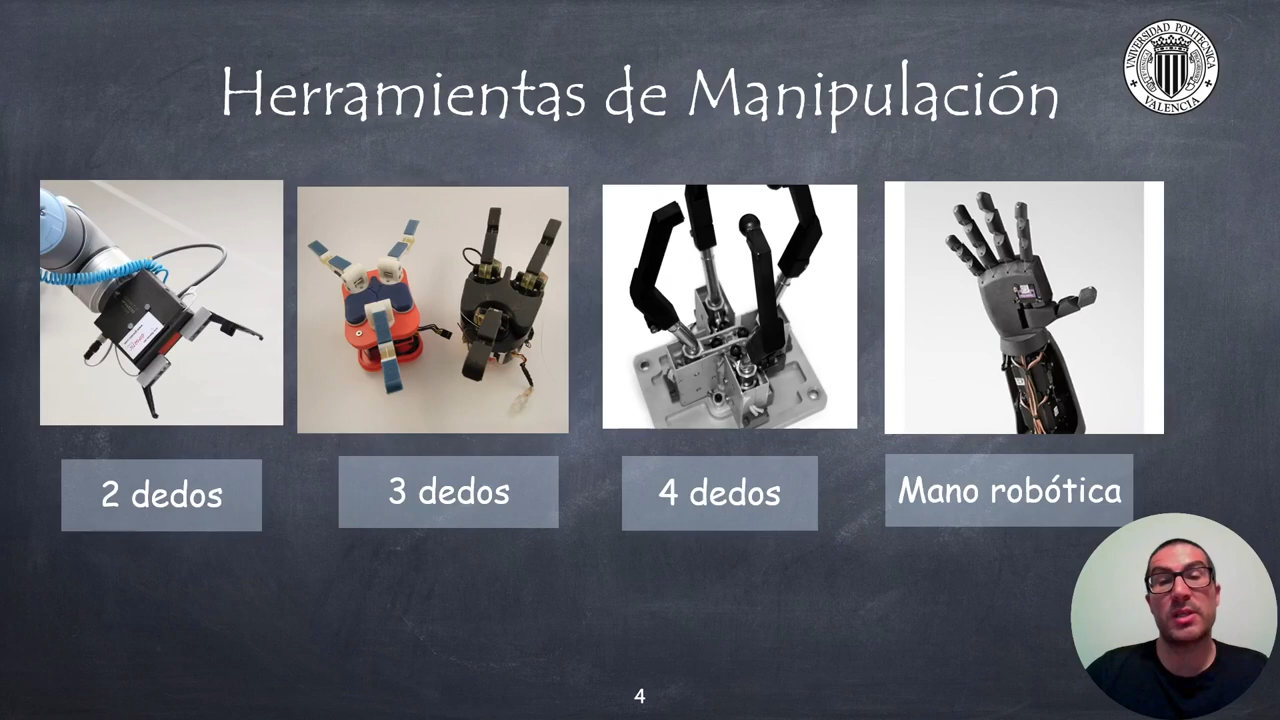 Herramientas de Manipulación
UNIVERSIDAD POLITECNICA
VALENCIA
2 dedos
3 dedos
4 dedos
Mano robótica
4